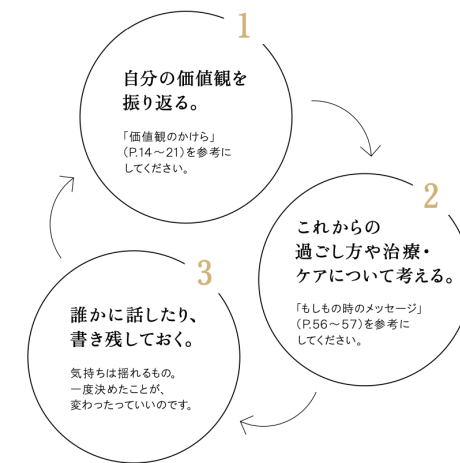 1
自分の価値観を
振り返る。
「価値観のかけら」
（P.14～21）を参考に
してください。
2
これからの
過ごし方や治療・
ケアについて考える。
「もしもの時のメッセージ」
（P.56～57）を参考に
してください。
3
誰かに話したり、
書き残しておく。
気持ちは揺れるもの。
一度決めたことが、
変わったっていいのです。